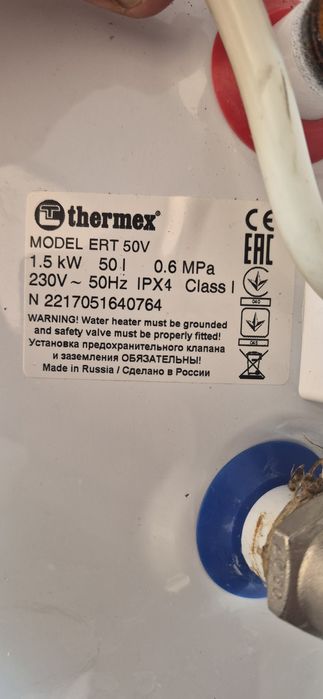 thermex
MODEL ERT 50V
1.5 kW 50 l 0.6 MPa
230V ~ 50Hz IPX4 Class I
N 2217051640764
WARNING! Water heater must be grounded
and safety valve must be properly fitted!
Установка предохранительного клапана
и заземления ОБЯЗАТЕЛЬНЫ!
Made in Russia / Сделано в России
CE
EAC